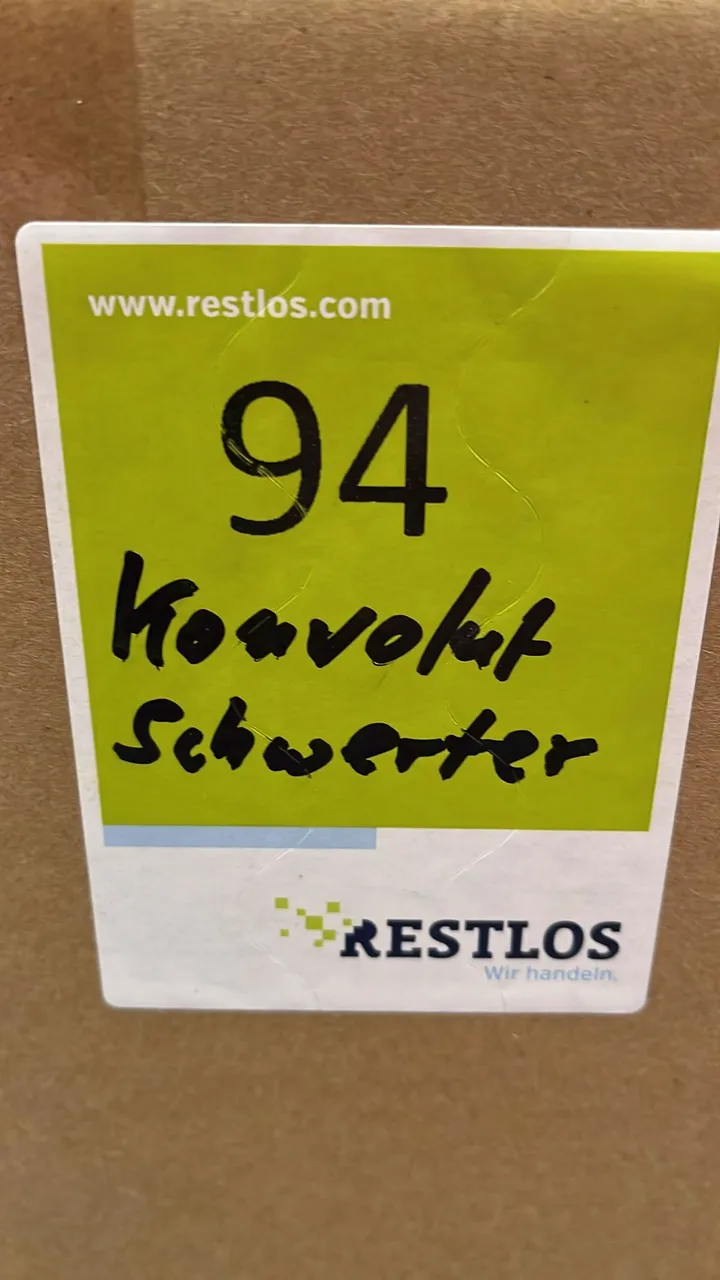 www.restlos.com
94
Konvolut
Schwerter
RESTLOS
Wir handeln.